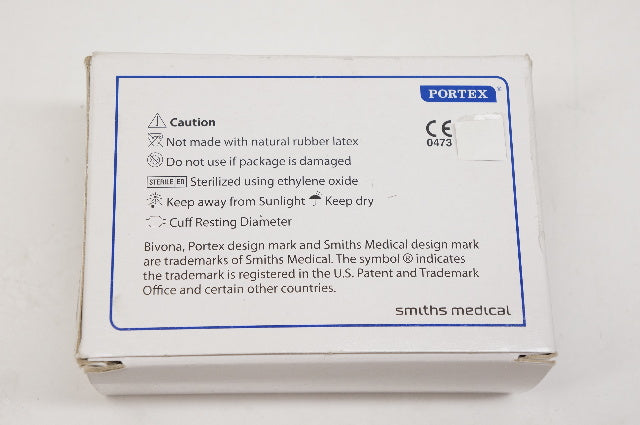 PORTEX ®
Caution
CE
Not made with natural rubber latex
0473
Do not use if package is damaged
STERILE EO Sterilized using ethylene oxide
Keep away from Sunlight Keep dry
Cuff Resting Diameter
Bivona, Portex design mark and Smiths Medical design mark
are trademarks of Smiths Medical. The symbol ® indicates
the trademark is registered in the U.S. Patent and Trademark
Office and certain other countries.
smiths medical